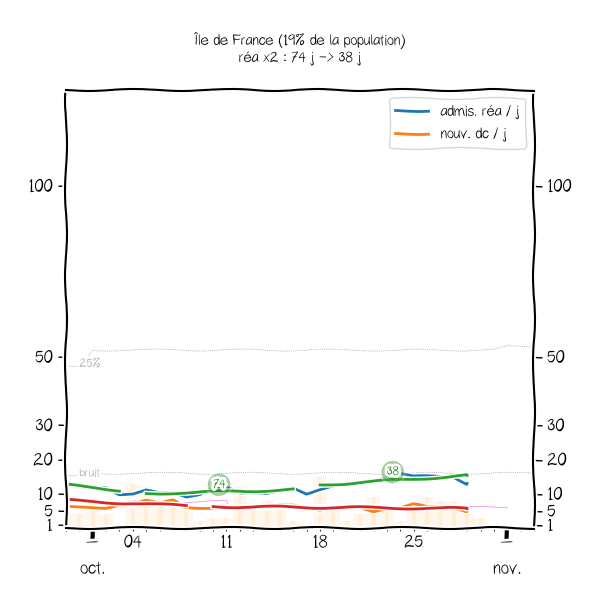 Île de France (19% de la population)
réa x2 : 74 j -> 38 j
admis. réa / j
nouv. dc / j
100 100
50 50
25%
30 30
20 20
bruit
38
74
10 10
5 5
1 1
04 11 18 25
oct. nov.